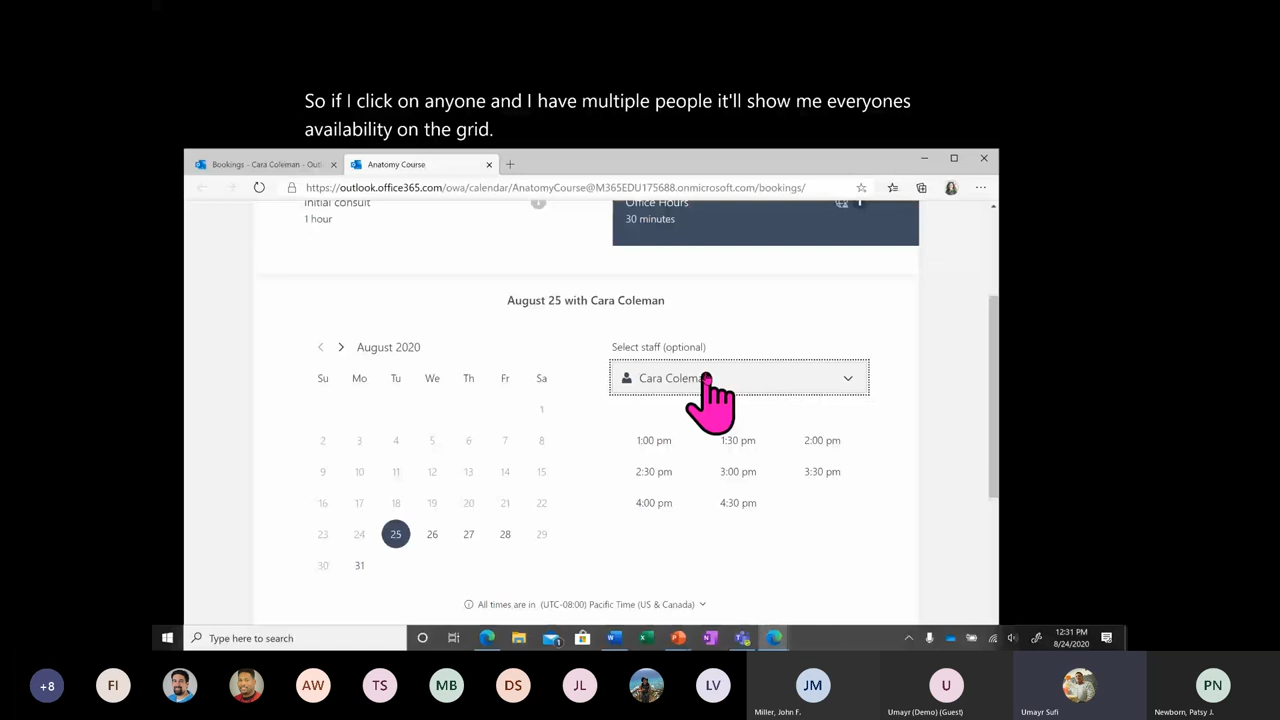 So if I click on anyone and I have multiple people it'll show me everyones
availability on the grid.
Bookings - Cara Coleman - Outl
Anatomy Course
https://outlook.office365.com/owa/calendar/AnatomyCourse@M365EDU175688.onmicrosoft.com/bookings/
Initial consult
1 hour
Office Hours
30 minutes
August 25 with Cara Coleman
August 2020
Su Mo Tu We Th Fr Sa
1
2 3 4 5 6 7 8
9 10 11 12 13 14 15
16 17 18 19 20 21 22
23 24 25 26 27 28 29
30 31
Select staff (optional)
Cara Colema
1:00 pm 1:30 pm 2:00 pm
2:30 pm 3:00 pm 3:30 pm
4:00 pm 4:30 pm
All times are in (UTC-08:00) Pacific Time (US & Canada)
Type here to search
12:31 PM
8/24/2020
+8 FI AW TS MB DS JL LV JM U PN
Miller, John F. Umayr (Demo) (Guest) Umayr Sufi Newborn, Patsy J.